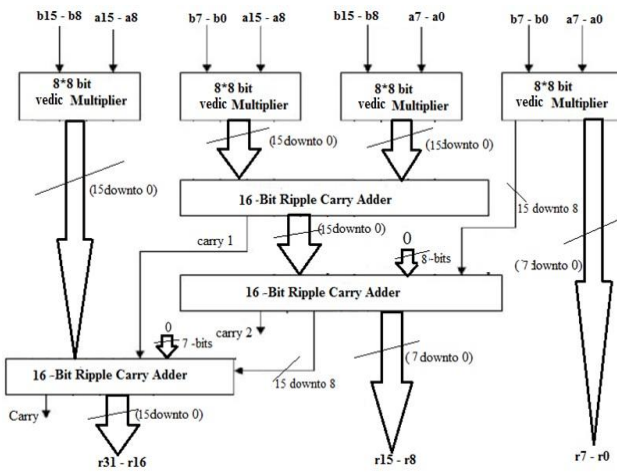 b15 - b8 a15 - a8
b7 - b0 a15 - a8
b15 - b8 a7 - a0
b7 - b0 a7 - a0
8*8 bit
vedic Multiplier
8*8 bit
vedic Multiplier
8*8 bit
vedic Multiplier
8*8 bit
vedic Multiplier
(15downto 0)
(15downto 0)
(15downto 0)
16 -Bit Ripple Carry Adder
15 downto 8
carry 1
(15downto 0)
0
8-bits
(7downto 0)
16 -Bit Ripple Carry Adder
0
7 -bits
carry 2
(7downto 0)
16 -Bit Ripple Carry Adder
15 downto 8
Carry
(15downto 0)
r31 - r16
r15 - r8
r7 - r0